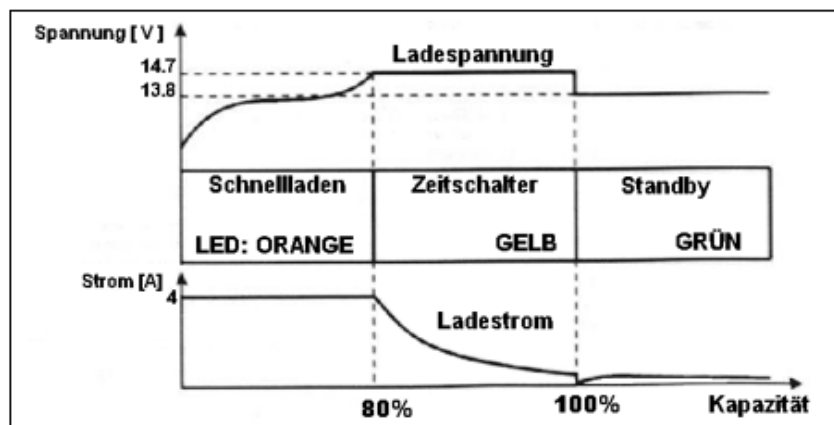 Spannung [ V ]
Ladespannung
14.7
13.8
Schnellladen Zeitschalter Standby
LED: ORANGE GELB GRÜN
Strom [A]
4
Ladestrom
80% 100% Kapazität